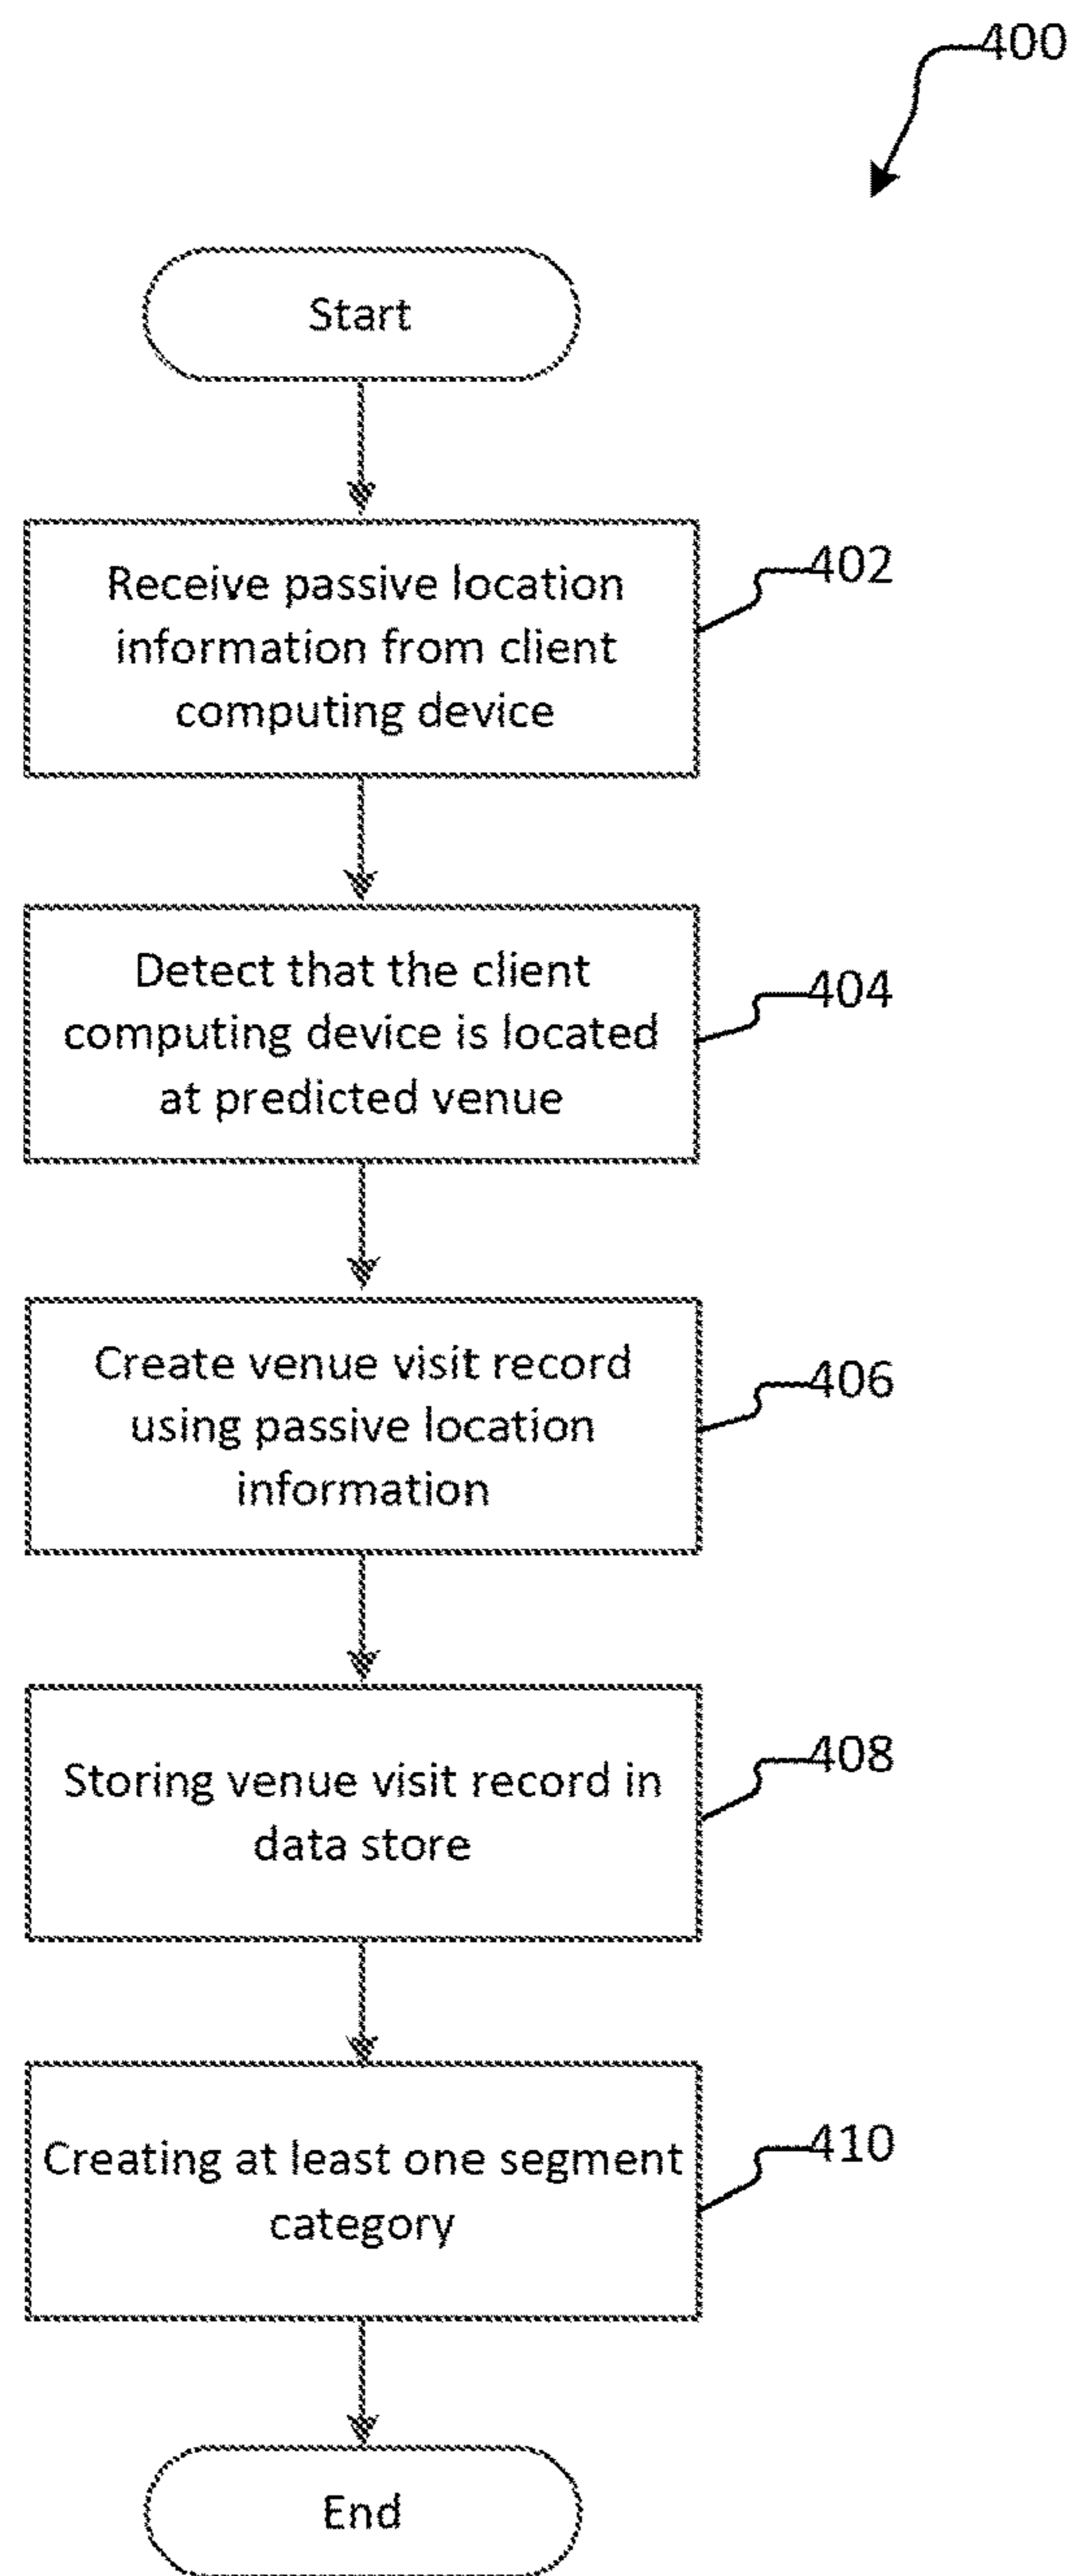 400
Start
Receive passive location
information from client
computing device
402
Detect that the client
computing device is located
at predicted venue
404
Create venue visit record
using passive location
information
406
Storing venue visit record in
data store
408
Creating at least one segment
category
410
End